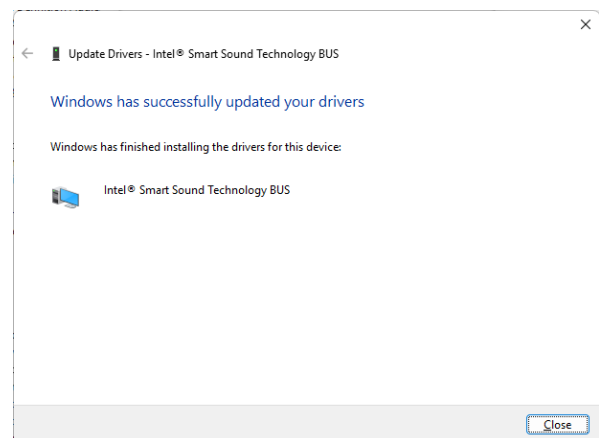 Update Drivers - Intel® Smart Sound Technology BUS
Windows has successfully updated your drivers
Windows has finished installing the drivers for this device:
Intel® Smart Sound Technology BUS
Close